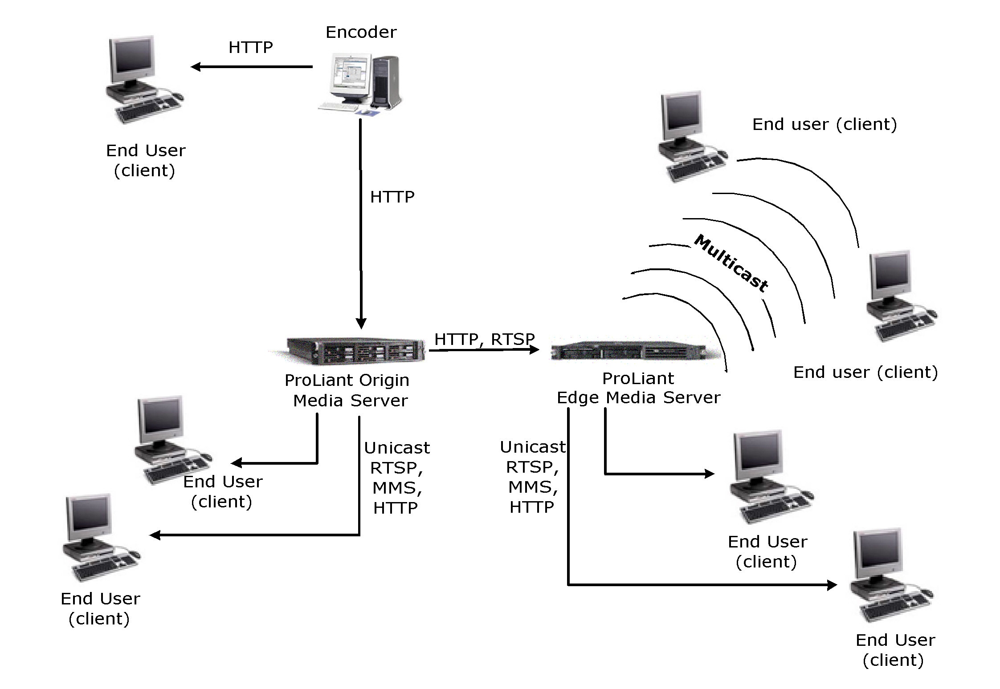 Encoder
HTTP
End User
(client)
HTTP
End user (client)
Multicast
End user (client)
HTTP, RTSP
ProLiant Origin
Media Server
ProLiant
Edge Media Server
End User
(client)
Unicast
RTSP,
MMS,
HTTP
Unicast
RTSP,
MMS,
HTTP
End User
(client)
End User
(client)
End User
(client)